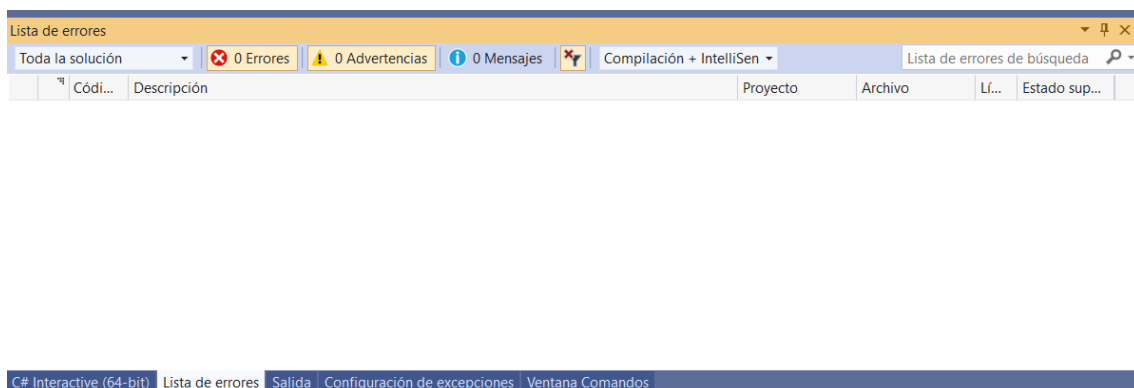 Lista de errores
Toda la solución 0 Errores 0 Advertencias 0 Mensajes Compilación + IntelliSen Lista de errores de búsqueda
Códi... Descripción Proyecto Archivo Lí... Estado sup...
C# Interactive (64-bit) Lista de errores Salida Configuración de excepciones Ventana Comandos